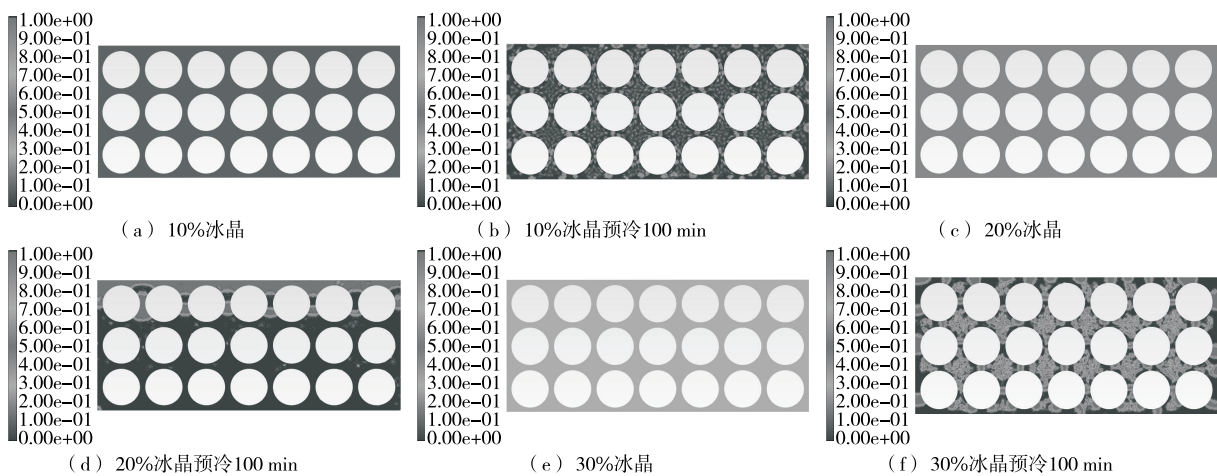 1.00e+00
9.00e-01
8.00e-01
7.00e-01
6.00e-01
5.00e-01
4.00e-01
3.00e-01
2.00e-01
1.00e-01
0.00e+00
(a) 10%冰晶
1.00e+00
9.00e-01
8.00e-01
7.00e-01
6.00e-01
5.00e-01
4.00e-01
3.00e-01
2.00e-01
1.00e-01
0.00e+00
(b) 10%冰晶预冷100 min
1.00e+00
9.00e-01
8.00e-01
7.00e-01
6.00e-01
5.00e-01
4.00e-01
3.00e-01
2.00e-01
1.00e-01
0.00e+00
(c) 20%冰晶
1.00e+00
9.00e-01
8.00e-01
7.00e-01
6.00e-01
5.00e-01
4.00e-01
3.00e-01
2.00e-01
1.00e-01
0.00e+00
(d) 20%冰晶预冷100 min
1.00e+00
9.00e-01
8.00e-01
7.00e-01
6.00e-01
5.00e-01
4.00e-01
3.00e-01
2.00e-01
1.00e-01
0.00e+00
(e) 30%冰晶
1.00e+00
9.00e-01
8.00e-01
7.00e-01
6.00e-01
5.00e-01
4.00e-01
3.00e-01
2.00e-01
1.00e-01
0.00e+00
(f) 30%冰晶预冷100 min